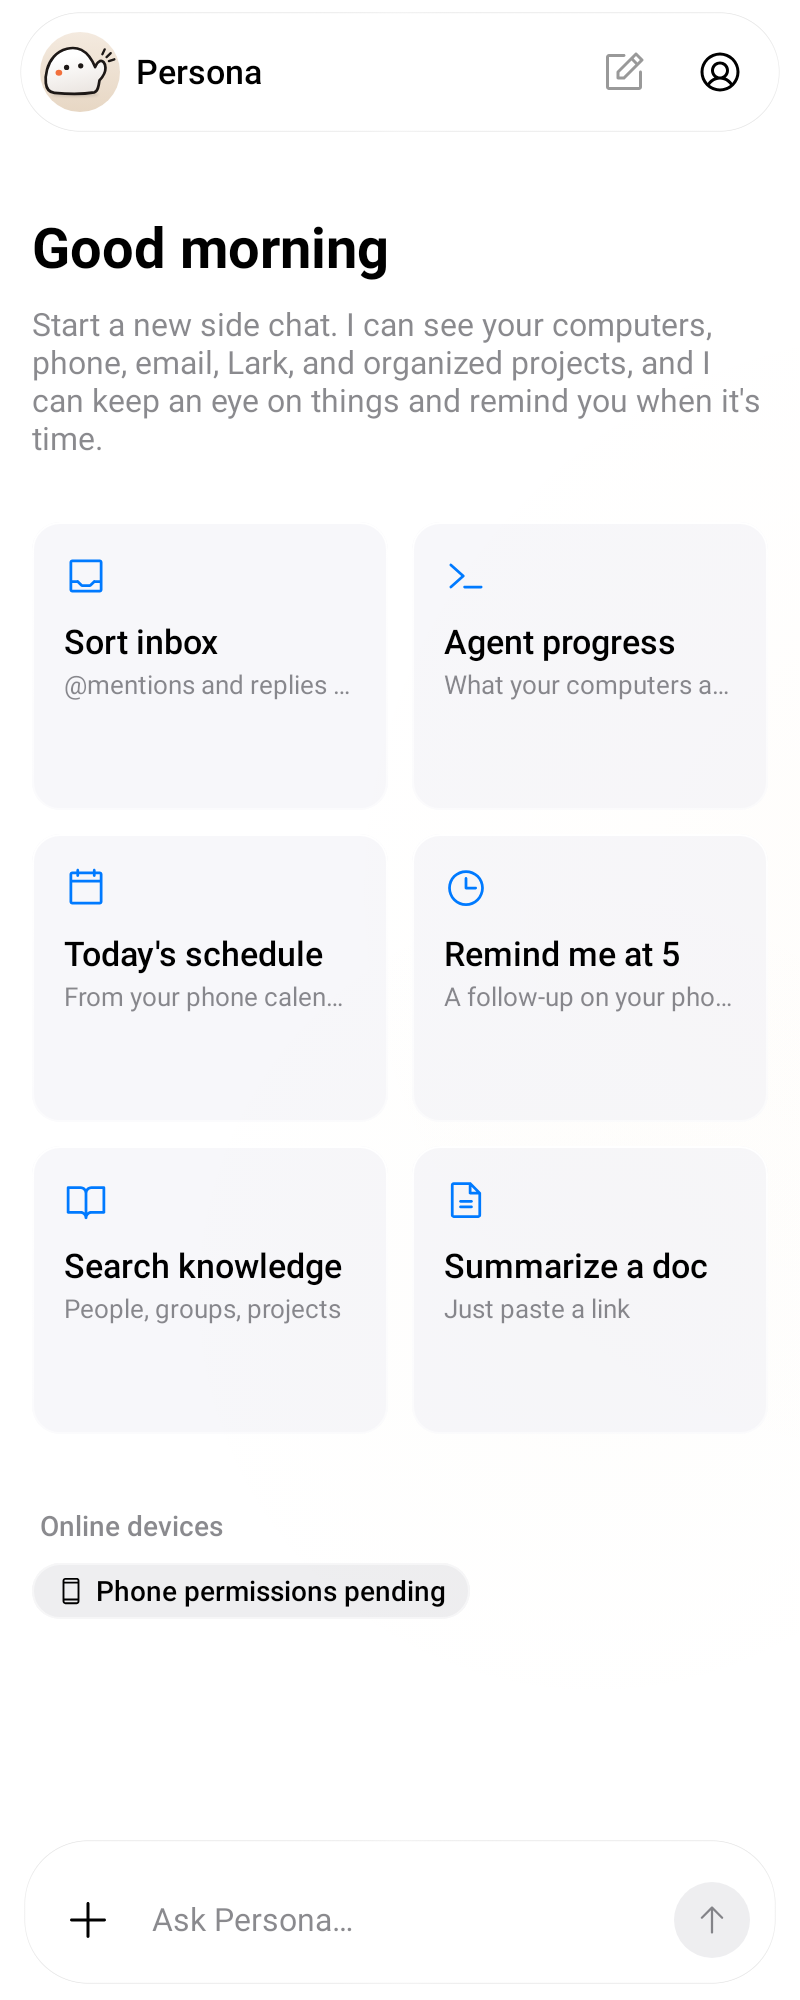 Persona
Good morning
Start a new side chat. I can see your computers,
phone, email, Lark, and organized projects, and I
can keep an eye on things and remind you when it's
time.
Sort inbox
@mentions and replies ...
Agent progress
What your computers a...
Today's schedule
From your phone calen...
Remind me at 5
A follow-up on your pho...
Search knowledge
People, groups, projects
Summarize a doc
Just paste a link
Online devices
Phone permissions pending
Ask Persona...